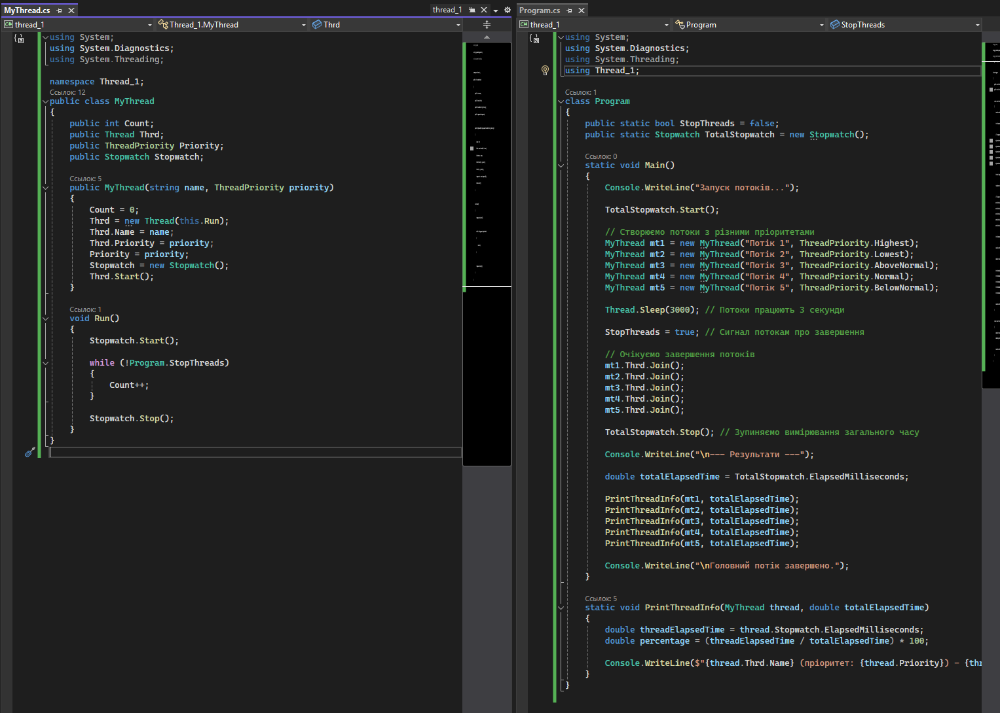 MyThread.cs
thread_1
thread_1
Thread_1.MyThread
Thrd
using System;
using System.Diagnostics;
using System.Threading;
namespace Thread_1;
Ссылок: 12
public class MyThread
{
public int Count;
public Thread Thrd;
public ThreadPriority Priority;
public Stopwatch Stopwatch;
Ссылок: 5
public MyThread(string name, ThreadPriority priority)
{
Count = 0;
Thrd = new Thread(this.Run);
Thrd.Name = name;
Thrd.Priority = priority;
Priority = priority;
Stopwatch = new Stopwatch();
Thrd.Start();
}
Ссылок: 1
void Run()
{
Stopwatch.Start();
while (!Program.StopThreads)
{
Count++;
}
Stopwatch.Stop();
}
}
Program.cs
thread_1
Program
StopThreads
using System;
using System.Diagnostics;
using System.Threading;
using Thread_1;
Ссылок: 1
class Program
{
public static bool StopThreads = false;
public static Stopwatch TotalStopwatch = new Stopwatch();
Ссылок: 0
static void Main()
{
Console.WriteLine("Запуск потоків...");
TotalStopwatch.Start();
// Створюємо потоки з різними пріоритетами
MyThread mt1 = new MyThread("Потік 1", ThreadPriority.Highest);
MyThread mt2 = new MyThread("Потік 2", ThreadPriority.Lowest);
MyThread mt3 = new MyThread("Потік 3", ThreadPriority.AboveNormal);
MyThread mt4 = new MyThread("Потік 4", ThreadPriority.Normal);
MyThread mt5 = new MyThread("Потік 5", ThreadPriority.BelowNormal);
Thread.Sleep(3000); // Потоки працюють 3 секунди
StopThreads = true; // Сигнал потокам про завершення
// Очікуємо завершення потоків
mt1.Thrd.Join();
mt2.Thrd.Join();
mt3.Thrd.Join();
mt4.Thrd.Join();
mt5.Thrd.Join();
TotalStopwatch.Stop(); // Зупиняємо вимірювання загального часу
Console.WriteLine("\n--- Результати ---");
double totalElapsedTime = TotalStopwatch.ElapsedMilliseconds;
PrintThreadInfo(mt1, totalElapsedTime);
PrintThreadInfo(mt2, totalElapsedTime);
PrintThreadInfo(mt3, totalElapsedTime);
PrintThreadInfo(mt4, totalElapsedTime);
PrintThreadInfo(mt5, totalElapsedTime);
Console.WriteLine("\nГоловний потік завершено.");
}
Ссылок: 5
static void PrintThreadInfo(MyThread thread, double totalElapsedTime)
{
double threadElapsedTime = thread.Stopwatch.ElapsedMilliseconds;
double percentage = (threadElapsedTime / totalElapsedTime) * 100;
Console.WriteLine($"{thread.Thrd.Name} (пріоритет: {thread.Priority}) - {thr
}
}